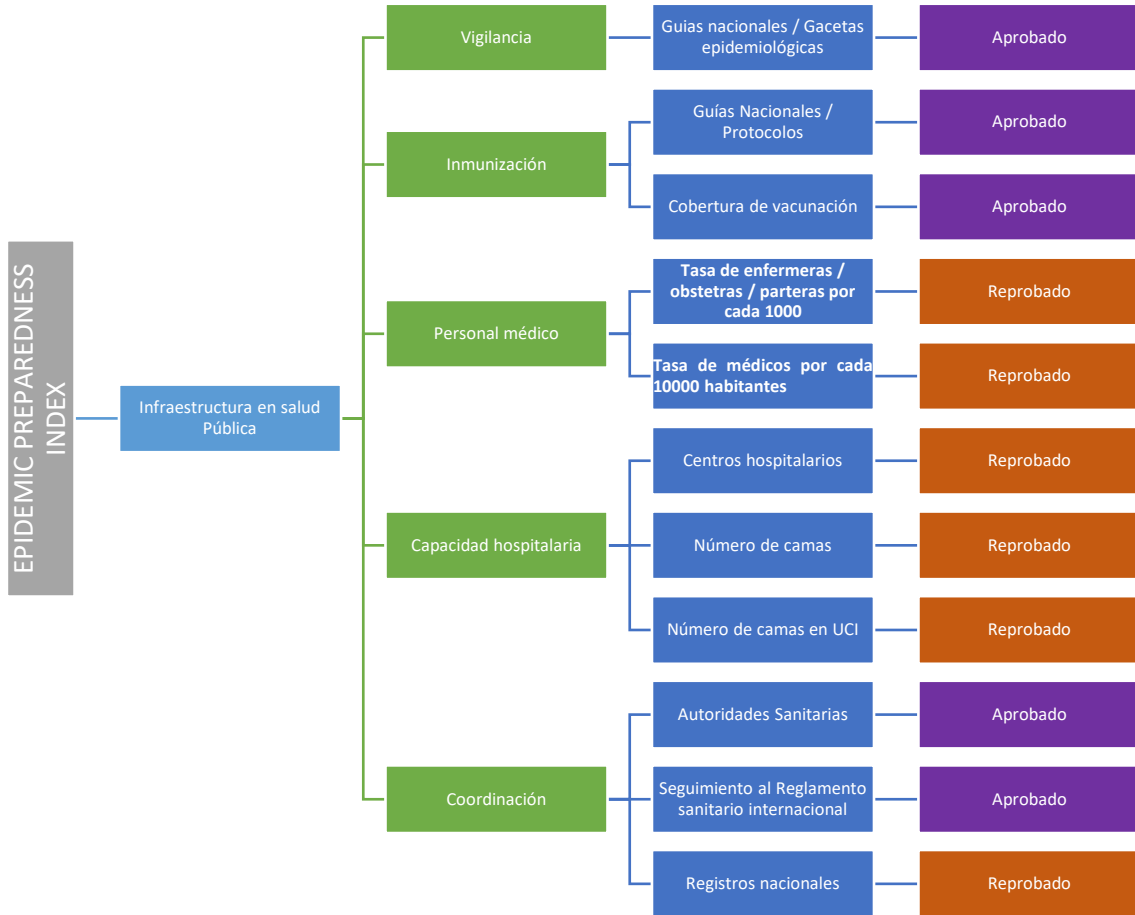 EPIDEMIC PREPAREDNESS
INDEX
Infraestructura en salud
Pública
Vigilancia
Guias nacionales / Gacetas
epidemiológicas
Aprobado
Inmunización
Guías Nacionales /
Protocolos
Aprobado
Cobertura de vacunación
Aprobado
Personal médico
Tasa de enfermeras /
obstetras / parteras por
cada 1000
Reprobado
Tasa de médicos por cada
10000 habitantes
Reprobado
Capacidad hospitalaria
Centros hospitalarios
Reprobado
Número de camas
Reprobado
Número de camas en UCI
Reprobado
Coordinación
Autoridades Sanitarias
Aprobado
Seguimiento al Reglamento
sanitario internacional
Aprobado
Registros nacionales
Reprobado